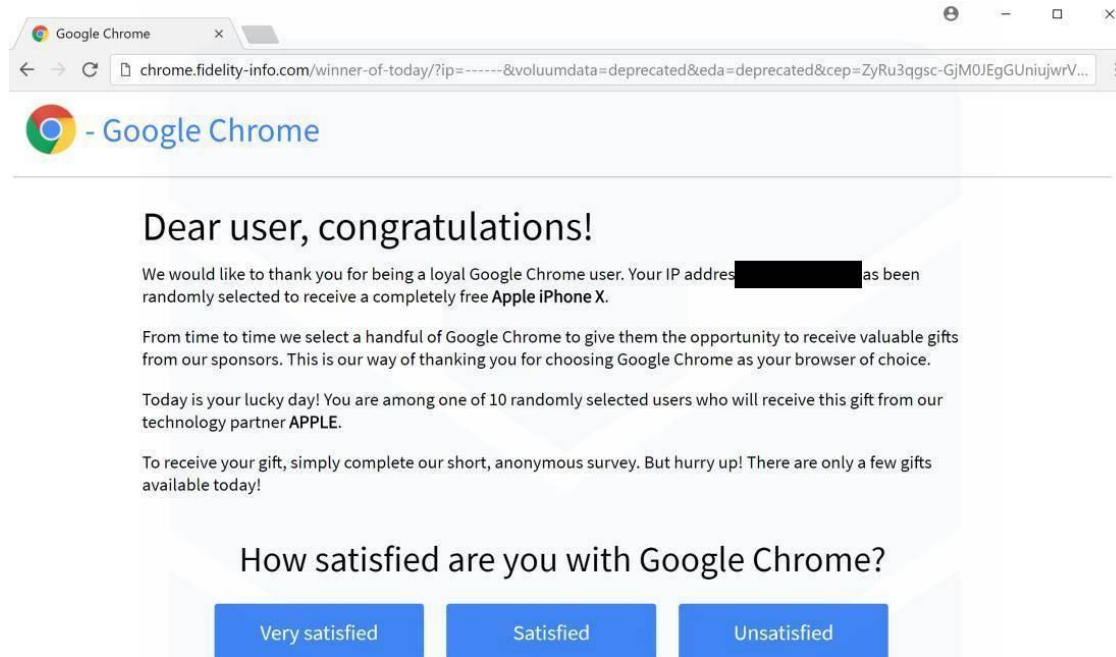 Google Chrome
chrome.fidelity-info.com/winner-of-today/?ip=------&voluumdata=deprecated&eda=deprecated&cep=ZyRu3qgsc-GjM0JEgGUniujwrV...
- Google Chrome
Dear user, congratulations!
We would like to thank you for being a loyal Google Chrome user. Your IP addres as been
randomly selected to receive a completely free Apple iPhone X.
From time to time we select a handful of Google Chrome to give them the opportunity to receive valuable gifts
from our sponsors. This is our way of thanking you for choosing Google Chrome as your browser of choice.
Today is your lucky day! You are among one of 10 randomly selected users who will receive this gift from our
technology partner APPLE.
To receive your gift, simply complete our short, anonymous survey. But hurry up! There are only a few gifts
available today!
How satisfied are you with Google Chrome?
Very satisfied
Satisfied
Unsatisfied